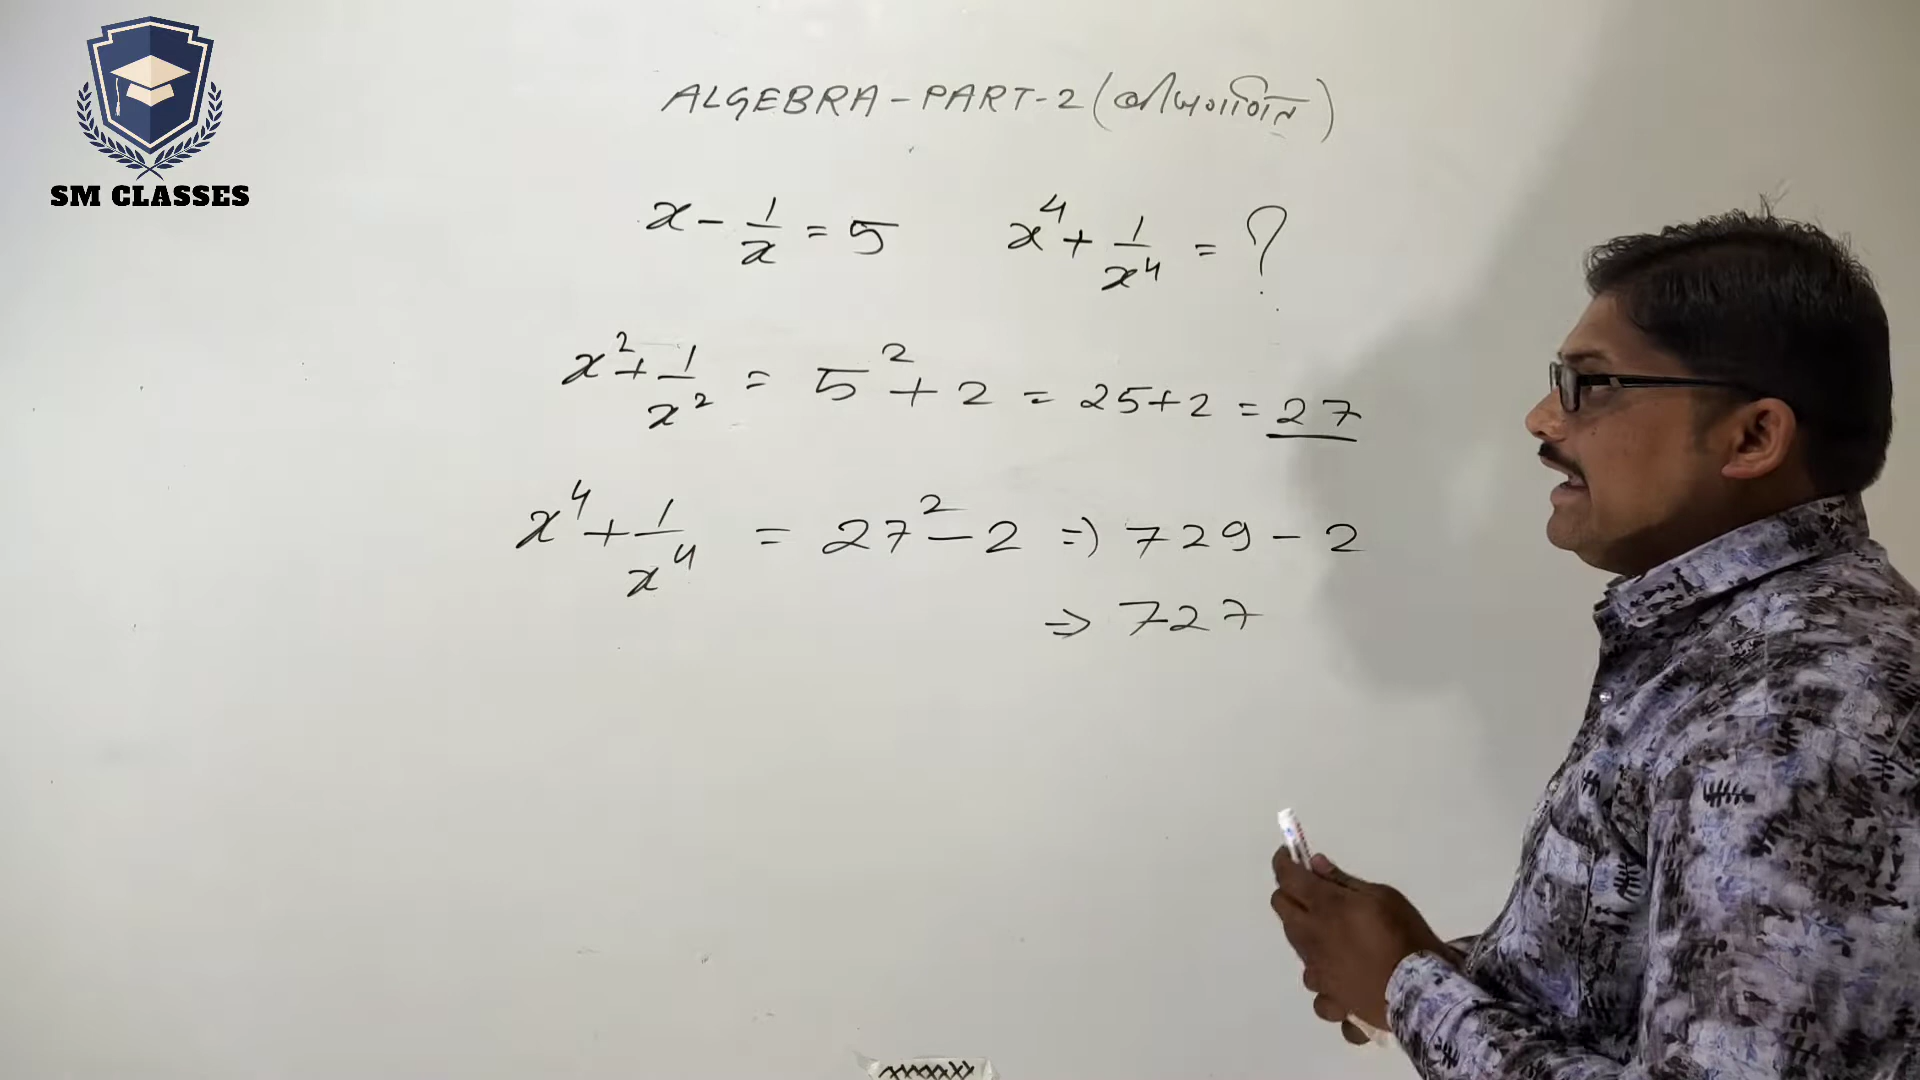 SM CLASSES
ALGEBRA-PART-2 (बीजगणित)
x - 1/x = 5    x⁴ + 1/x⁴ = ?
x² + 1/x² = 5² + 2 = 25+2 = 27
x⁴ + 1/x⁴ = 27² - 2 ⇒ 729 - 2
⇒ 727